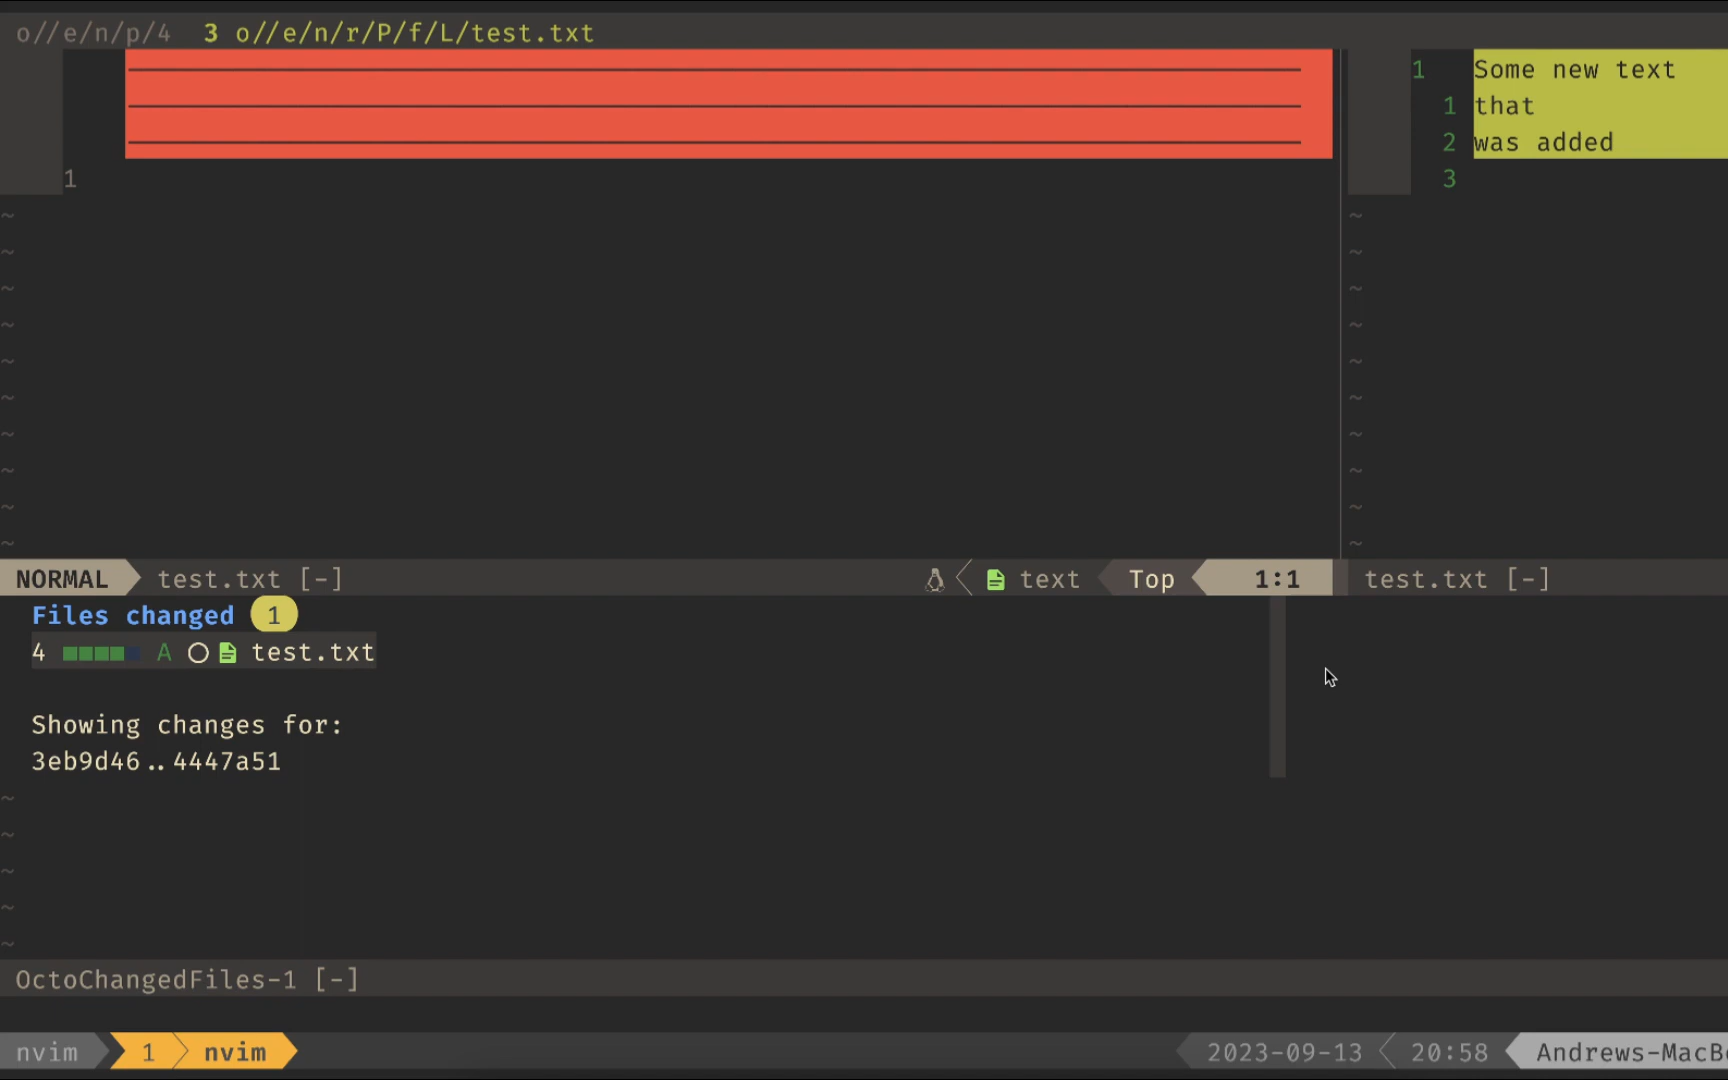 o//e/n/p/4 3 o//e/n/r/P/f/L/test.txt
1 Some new text
1 that
2 was added
1 3
~ ~
~ ~
~ ~
~ ~
~ ~
~ ~
~ ~
~ ~
~ ~
~ ~
NORMAL test.txt [-] text Top 1:1 test.txt [-]
Files changed 1
4 A test.txt
Showing changes for:
3eb9d46..4447a51
~
~
~
~
~
OctoChangedFiles-1 [-]
nvim 1 nvim 2023-09-13 20:58 Andrews-MacB